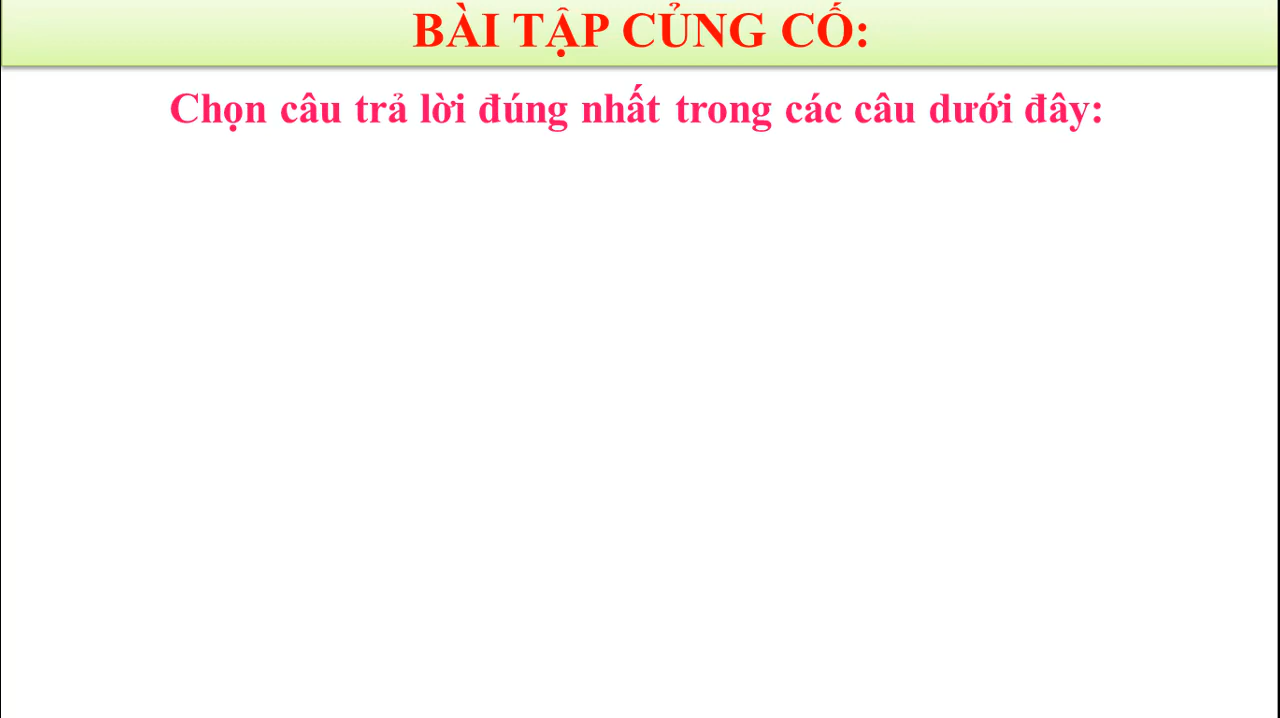 BÀI TẬP CỦNG CỐ:
Chọn câu trả lời đúng nhất trong các câu dưới đây: